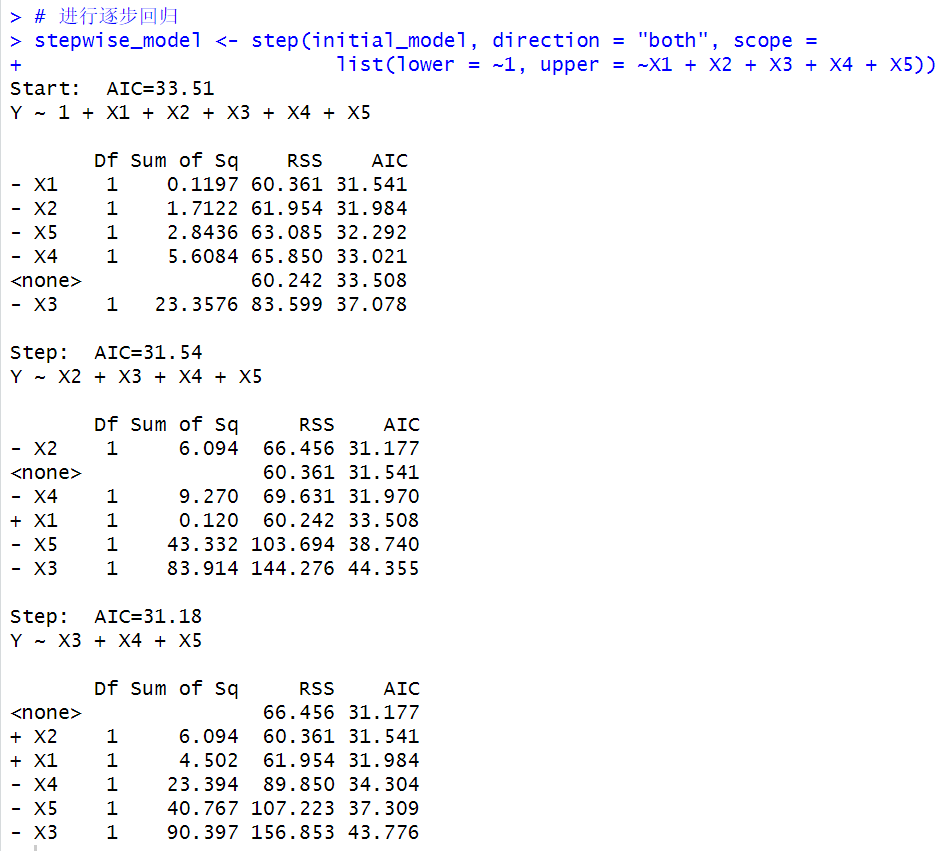 > # 进行逐步回归
> stepwise_model <- step(initial_model, direction = "both", scope =
+                           list(lower = ~1, upper = ~X1 + X2 + X3 + X4 + X5))
Start:  AIC=33.51
Y ~ 1 + X1 + X2 + X3 + X4 + X5

       Df Sum of Sq    RSS    AIC
- X1    1    0.1197 60.361 31.541
- X2    1    1.7122 61.954 31.984
- X5    1    2.8436 63.085 32.292
- X4    1    5.6084 65.850 33.021
<none>              60.242 33.508
- X3    1   23.3576 83.599 37.078

Step:  AIC=31.54
Y ~ X2 + X3 + X4 + X5

       Df Sum of Sq     RSS    AIC
- X2    1     6.094  66.456 31.177
<none>               60.361 31.541
- X4    1     9.270  69.631 31.970
+ X1    1     0.120  60.242 33.508
- X5    1    43.332 103.694 38.740
- X3    1    83.914 144.276 44.355

Step:  AIC=31.18
Y ~ X3 + X4 + X5

       Df Sum of Sq     RSS    AIC
<none>               66.456 31.177
+ X2    1     6.094  60.361 31.541
+ X1    1     4.502  61.954 31.984
- X4    1    23.394  89.850 34.304
- X5    1    40.767 107.223 37.309
- X3    1    90.397 156.853 43.776